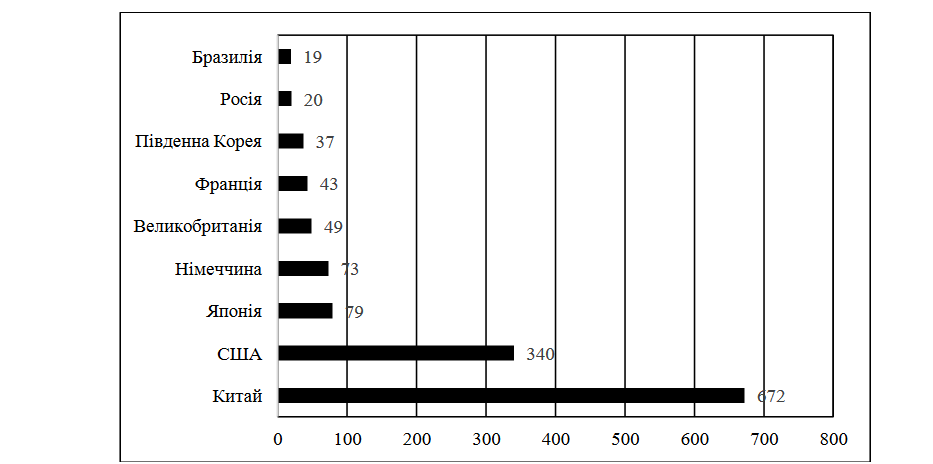 Бразилія 19
Росія 20
Південна Корея 37
Франція 43
Великобританія 49
Німеччина 73
Японія 79
США 340
Китай 672
0 100 200 300 400 500 600 700 800